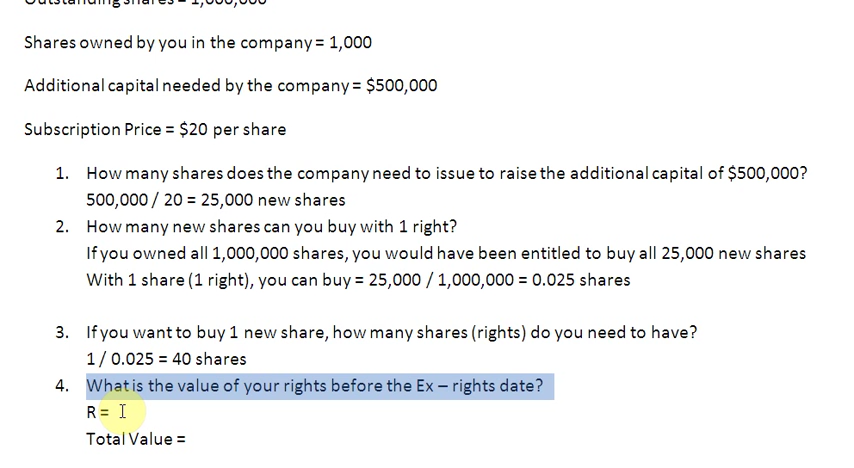 Outstanding shares = 1,000,000
Shares owned by you in the company = 1,000
Additional capital needed by the company = $500,000
Subscription Price = $20 per share
1. How many shares does the company need to issue to raise the additional capital of $500,000?
500,000 / 20 = 25,000 new shares
2. How many new shares can you buy with 1 right?
If you owned all 1,000,000 shares, you would have been entitled to buy all 25,000 new shares
With 1 share (1 right), you can buy = 25,000 / 1,000,000 = 0.025 shares
3. If you want to buy 1 new share, how many shares (rights) do you need to have?
1 / 0.025 = 40 shares
4. What is the value of your rights before the Ex – rights date?
R =
Total Value =